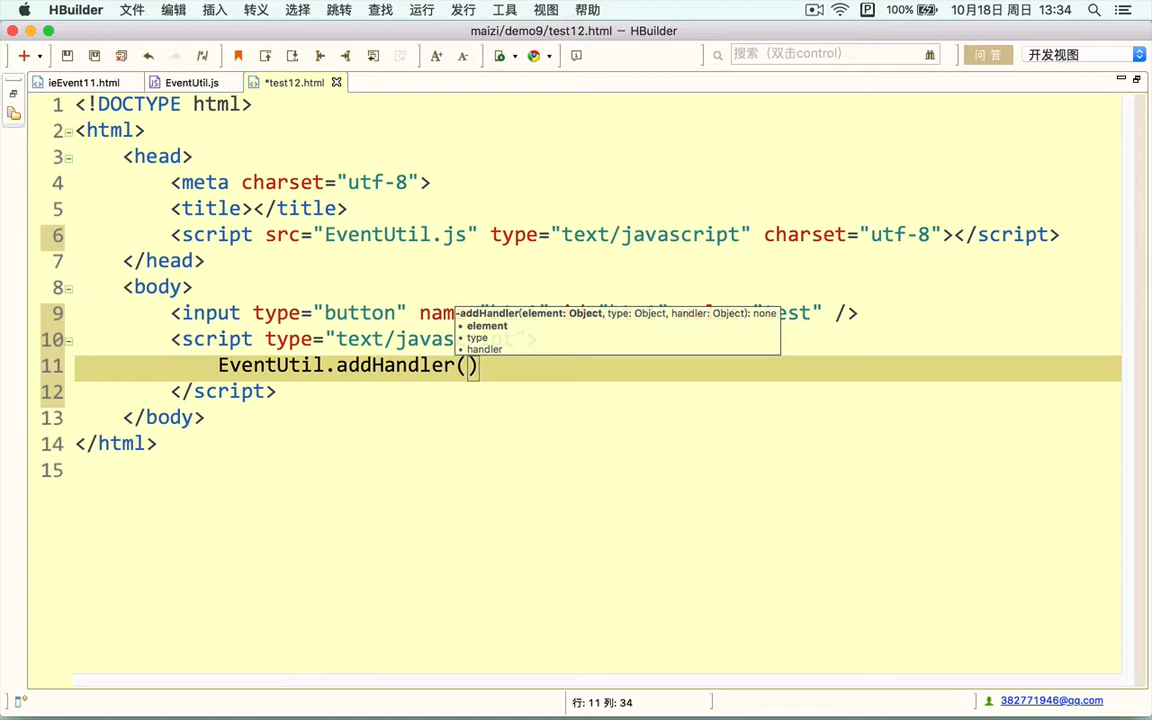 HBuilder 文件 编辑 插入 转义 选择 跳转 查找 运行 发行 工具 视图 帮助 100% 10月18日 周日 13:34
maizi/demo9/test12.html — HBuilder
搜索（双击control） 问 答 开发视图
ieEvent11.html EventUtil.js *test12.html
1 <!DOCTYPE html>
2 <html>
3 <head>
4 <meta charset="utf-8">
5 <title></title>
6 <script src="EventUtil.js" type="text/javascript" charset="utf-8"></script>
7 </head>
8 <body>
9 <input type="button" nam est" />
-addHandler(element: Object, type: Object, handler: Object): none
• element
• type
• handler
10 <script type="text/javas
11 EventUtil.addHandler()
12 </script>
13 </body>
14 </html>
15
行: 11 列: 34
382771946@qq.com